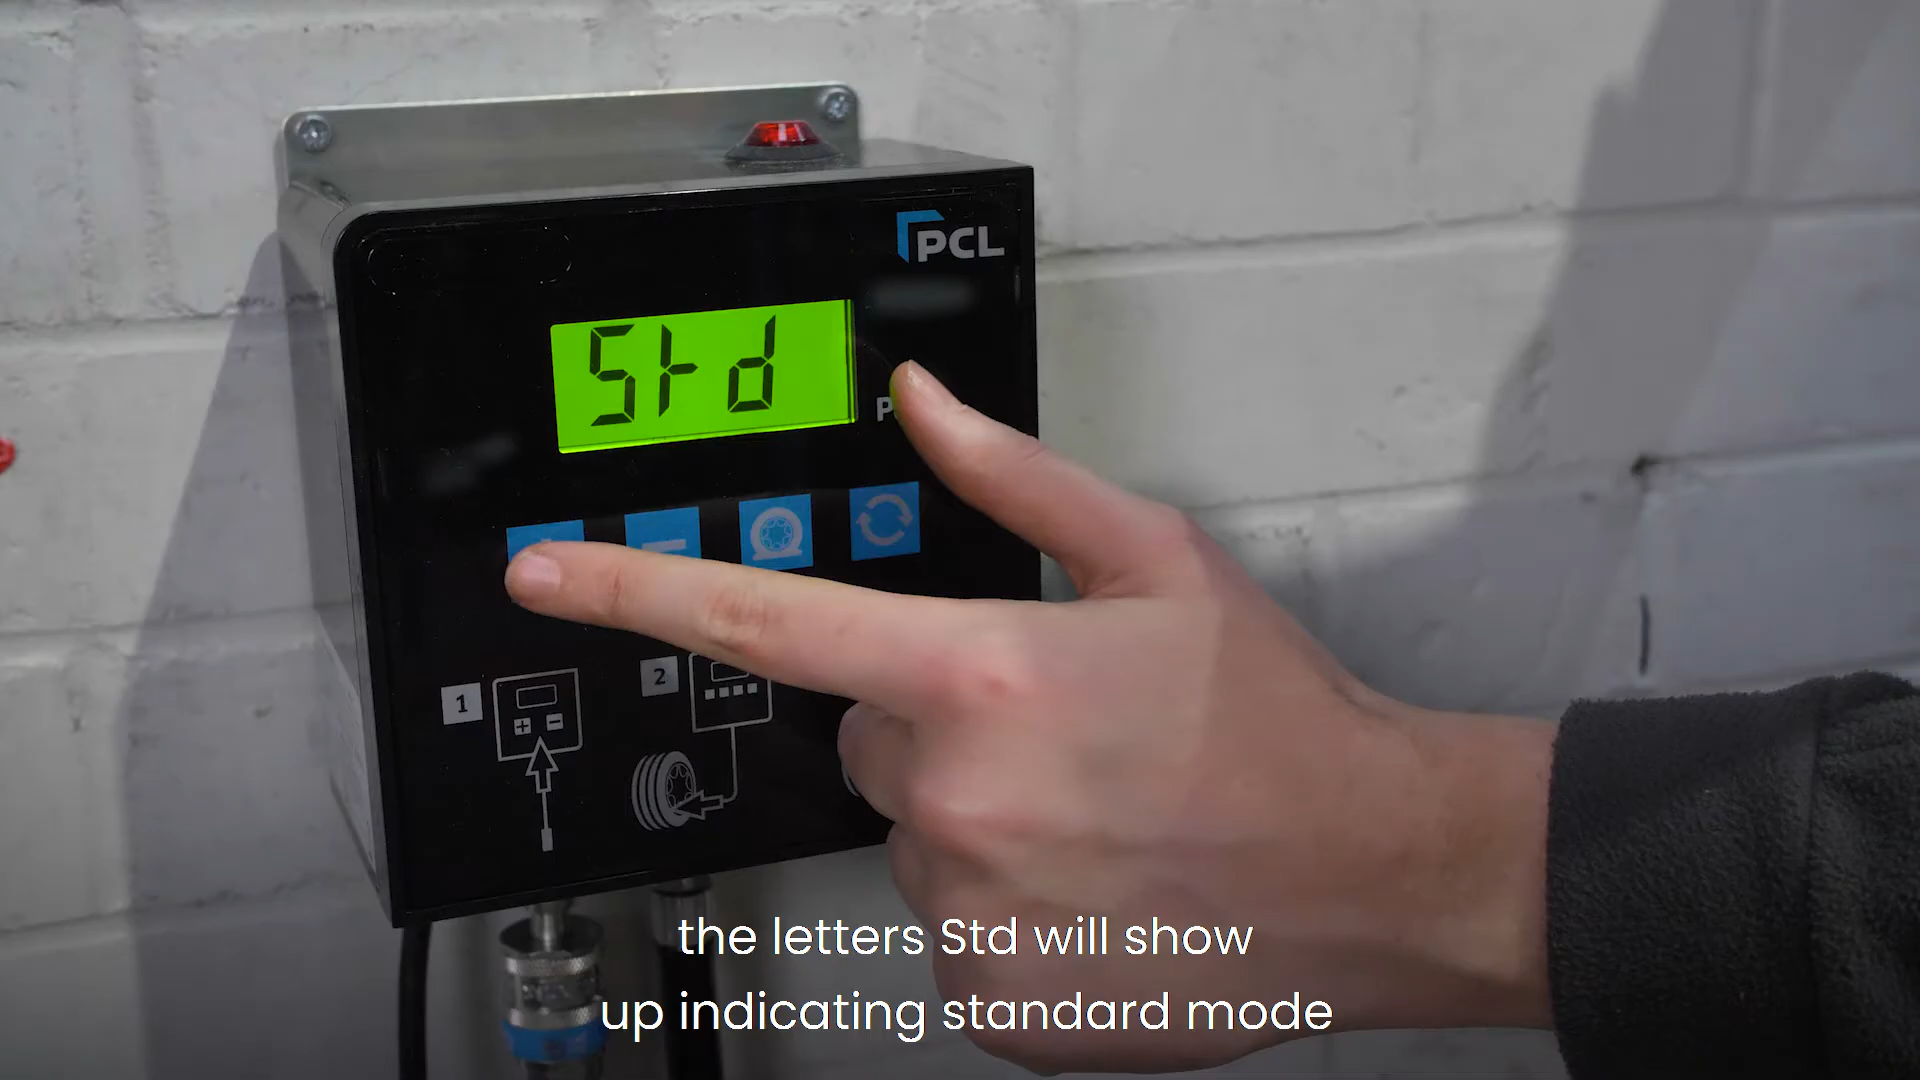 PCL
Std
1
2
the letters Std will show
up indicating standard mode